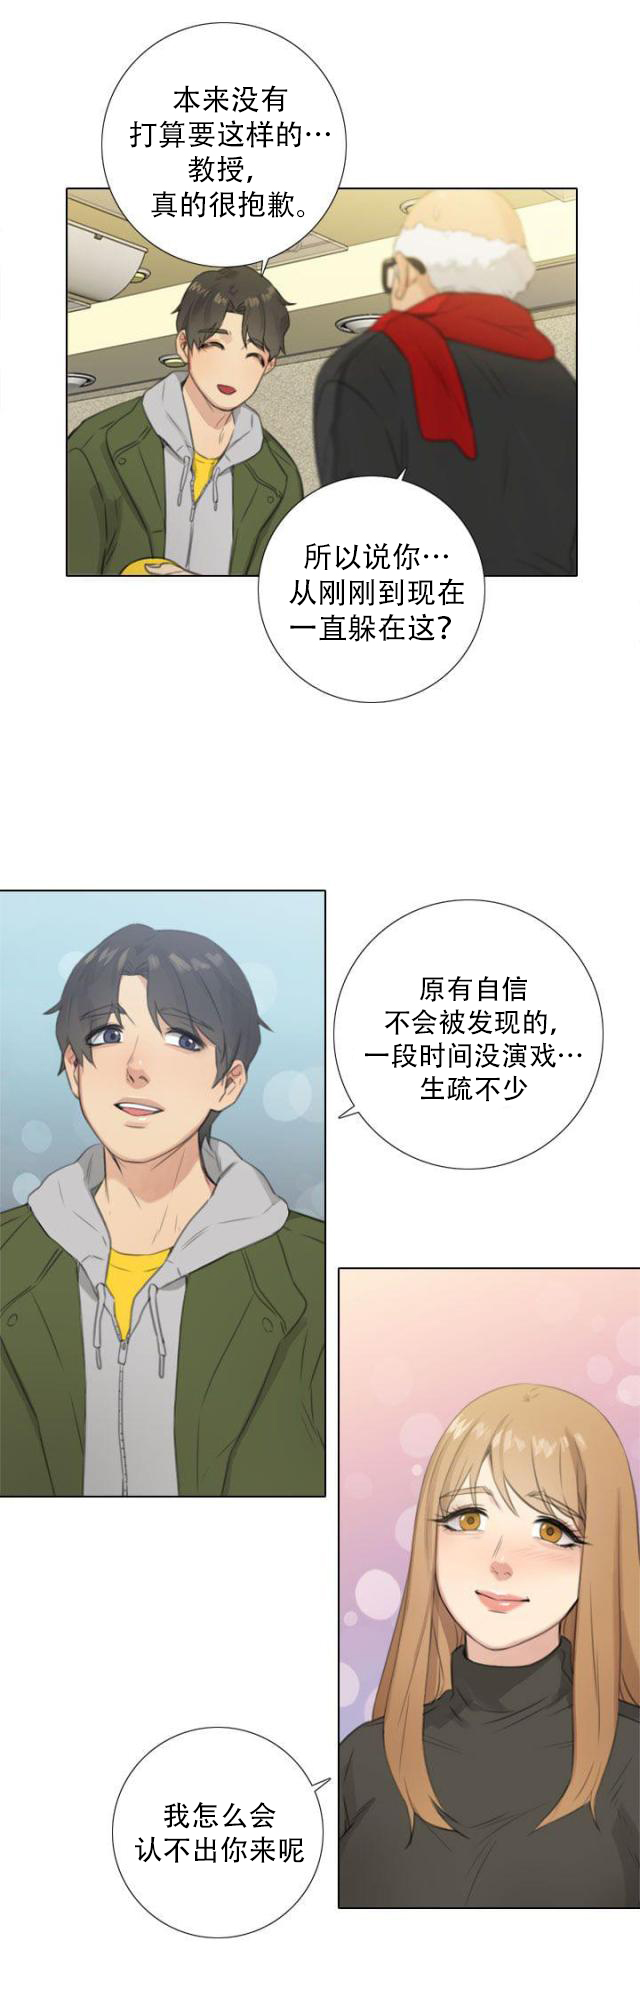 本来没有
打算要这样的…
教授,
真的很抱歉。
所以说你…
从刚刚到现在
一直躲在这?
原有自信
不会被发现的,
一段时间没演戏…
生疏不少
我怎么会
认不出你来呢